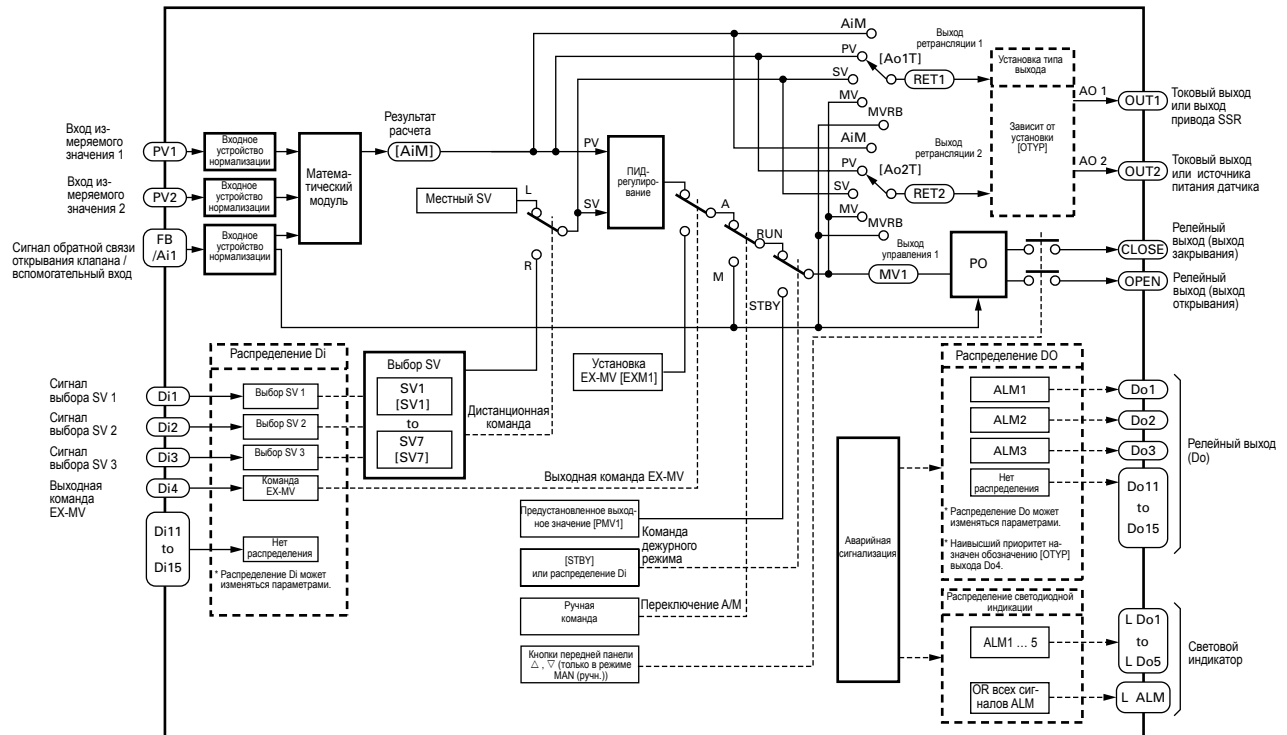 AiM
Выход
ретрансляции 1
PV
[Ao1T]
SV
RET1
Установка типа
выхода
MV
MVRB
AO 1
OUT1
Токовый выход
или выход
привода SSR
Вход из-
меряемого
значения 1
PV1
Входное
устройство
нормализации
Матема-
тический
модуль
Результат
расчета
[AiM]
PV
ПИД-
регулиро-
вание
SV
AiM
Выход
ретрансляции 2
PV
[Ao2T]
SV
RET2
MV
MVRB
Зависит от
установки
[OTYP]
AO 2
OUT2
Токовый выход
или источника
питания датчика
Вход из-
меряемого
значения 2
PV2
Входное
устройство
нормализации
Местный SV
L
R
A
RUN
M
STBY
Сигнал обратной связи
открывания клапана /
вспомогательный вход
FB
/Ai1
Входное
устройство
нормализации
Выход
управления 1
MV1
PO
CLOSE
Релейный
выход (выход
закрывания)
OPEN
Релейный
выход (выход
открывания)
Установка
EX-MV [EXM1]
Распределение Di
Сигнал
выбора SV 1
Di1
Выбор SV 1
Сигнал
выбора SV 2
Di2
Выбор SV 2
Сигнал
выбора SV 3
Di3
Выбор SV 3
Выходная
команда
EX-MV
Di4
Команда
EX-MV
Di11
to
Di15
Нет
распределения
* Распределение Di может
изменяться параметрами.
Выбор SV
SV1
[SV1]
to
SV7
[SV7]
Дистанционная
команда
Выходная команда EX-MV
Предустановленное выход-
ное значение [PMV1]
Команда
дежурного
режима
[STBY]
или распределение Di
Ручная
команда
Переключение A/M
Кнопки передней панели
△ , ▽ (только в режиме
MAN (ручн.))
Аварийная
сигнализация
Распределение DO
ALM1
Do1
ALM2
Do2
ALM3
Do3
Нет
распределения
Do11
to
Do15
Релейный выход
(Do)
* Распределение Do может
изменяться параметрами.
* Наивысший приоритет на-
значен обозначению [OTYP]
выхода Do4.
Распределение светодиодной
индикации
ALM1 ... 5
L Do1
to
L Do5
OR всех сиг-
налов ALM
L ALM
Световой
индикатор